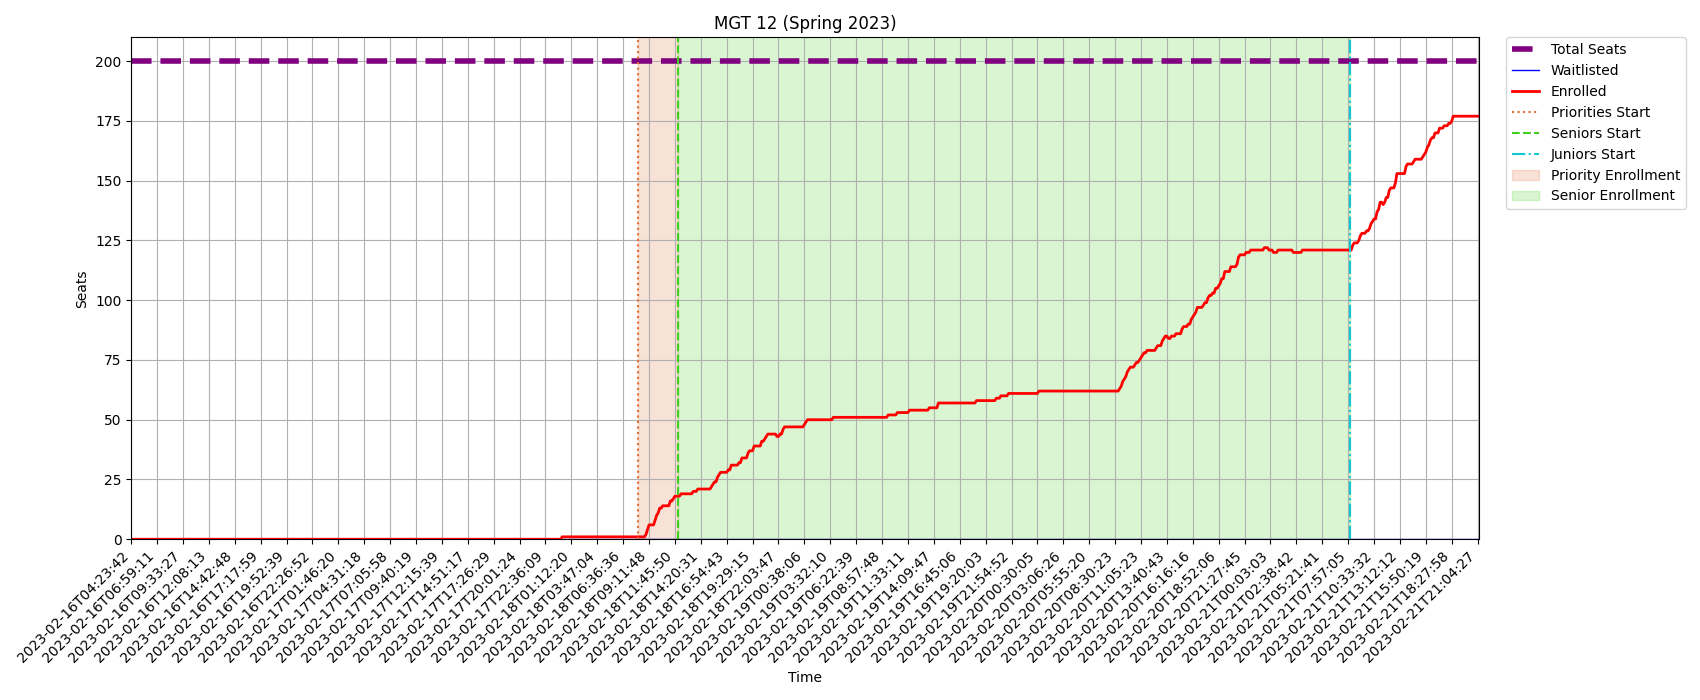 MGT 12 (Spring 2023)
Seats
200
175
150
125
100
75
50
25
0
2023-02-16T04:23:42
2023-02-16T06:59:11
2023-02-16T09:33:27
2023-02-16T12:08:13
2023-02-16T14:42:48
2023-02-16T17:17:59
2023-02-16T19:52:39
2023-02-16T22:26:52
2023-02-17T01:46:20
2023-02-17T04:31:18
2023-02-17T07:05:58
2023-02-17T09:40:19
2023-02-17T12:15:39
2023-02-17T14:51:17
2023-02-17T17:26:29
2023-02-17T20:01:24
2023-02-17T22:36:09
2023-02-18T01:12:20
2023-02-18T03:47:04
2023-02-18T06:36:36
2023-02-18T09:11:48
2023-02-18T11:45:50
2023-02-18T14:20:31
2023-02-18T16:54:43
2023-02-18T19:29:15
2023-02-18T22:03:47
2023-02-19T00:38:06
2023-02-19T03:32:10
2023-02-19T06:22:39
2023-02-19T08:57:48
2023-02-19T11:33:11
2023-02-19T14:09:47
2023-02-19T16:45:06
2023-02-19T19:20:03
2023-02-19T21:54:52
2023-02-20T00:30:05
2023-02-20T03:06:26
2023-02-20T05:55:20
2023-02-20T08:30:23
2023-02-20T11:05:23
2023-02-20T13:40:43
2023-02-20T16:16:16
2023-02-20T18:52:06
2023-02-20T21:27:45
2023-02-21T00:03:03
2023-02-21T02:38:42
2023-02-21T05:21:41
2023-02-21T07:57:05
2023-02-21T10:33:32
2023-02-21T13:12:12
2023-02-21T15:50:19
2023-02-21T18:27:58
2023-02-21T21:04:27
Time
Total Seats
Waitlisted
Enrolled
Priorities Start
Seniors Start
Juniors Start
Priority Enrollment
Senior Enrollment